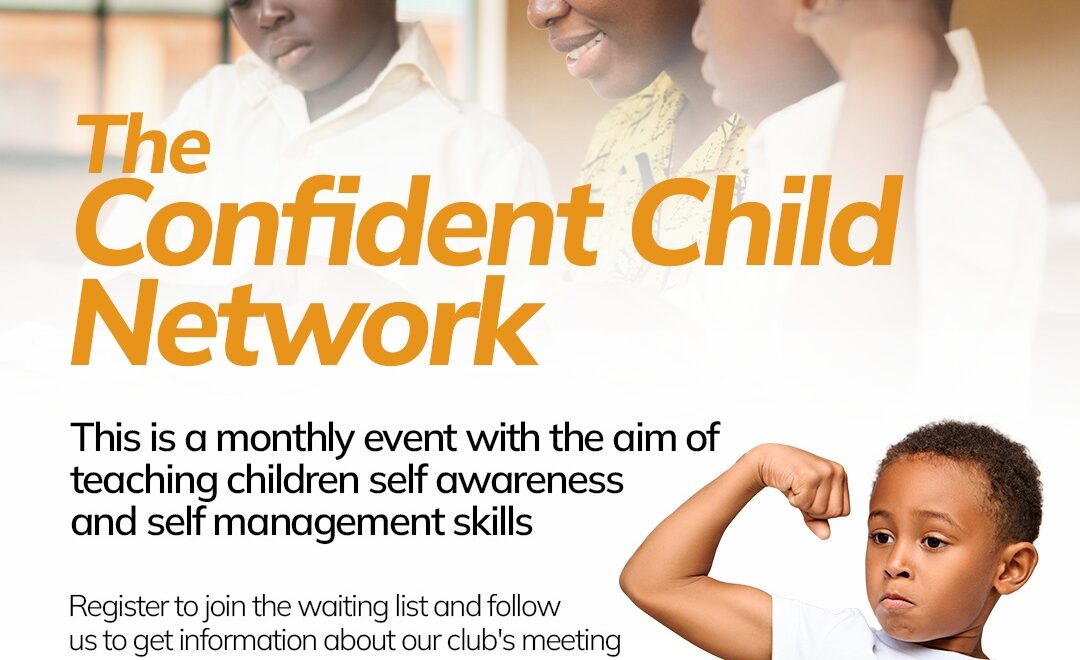 The
Confident Child
Network
This is a monthly event with the aim of
teaching children self awareness
and self management skills
Register to join the waiting list and follow
us to get information about our club's meeting